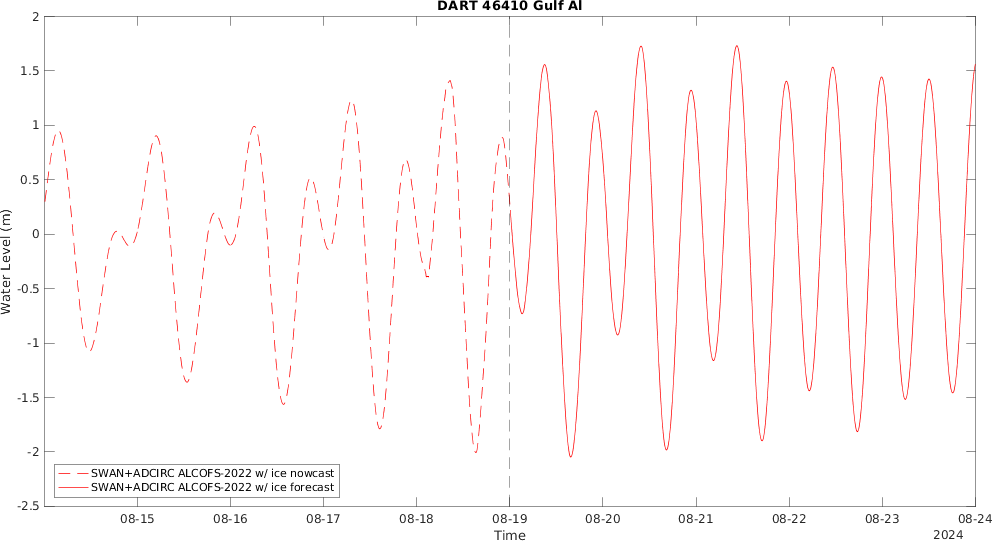 DART 46410 Gulf Al
2
1.5
1
0.5
0
-0.5
-1
-1.5
-2
-2.5
Water Level (m)
SWAN+ADCIRC ALCOFS-2022 w/ ice nowcast
SWAN+ADCIRC ALCOFS-2022 w/ ice forecast
08-15 08-16 08-17 08-18 08-19 08-20 08-21 08-22 08-23 08-24
Time
2024